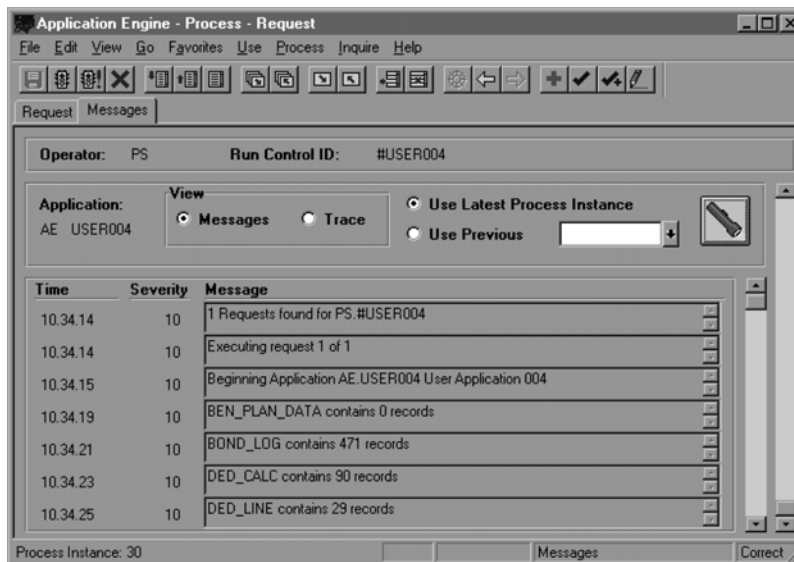 Application Engine - Process - Request
File Edit View Go Favorites Use Process Inquire Help
Request Messages
Operator: PS Run Control ID: #USER004
Application:
AE USER004
View
Messages Trace
Use Latest Process Instance
Use Previous
Time Severity Message
10.34.14 10 1 Requests found for PS.#USER004
10.34.14 10 Executing request 1 of 1
10.34.15 10 Beginning Application AE.USER004 User Application 004
10.34.19 10 BEN_PLAN_DATA contains 0 records
10.34.21 10 BOND_LOG contains 471 records
10.34.23 10 DED_CALC contains 90 records
10.34.25 10 DED_LINE contains 29 records
Process Instance: 30 Messages Correct